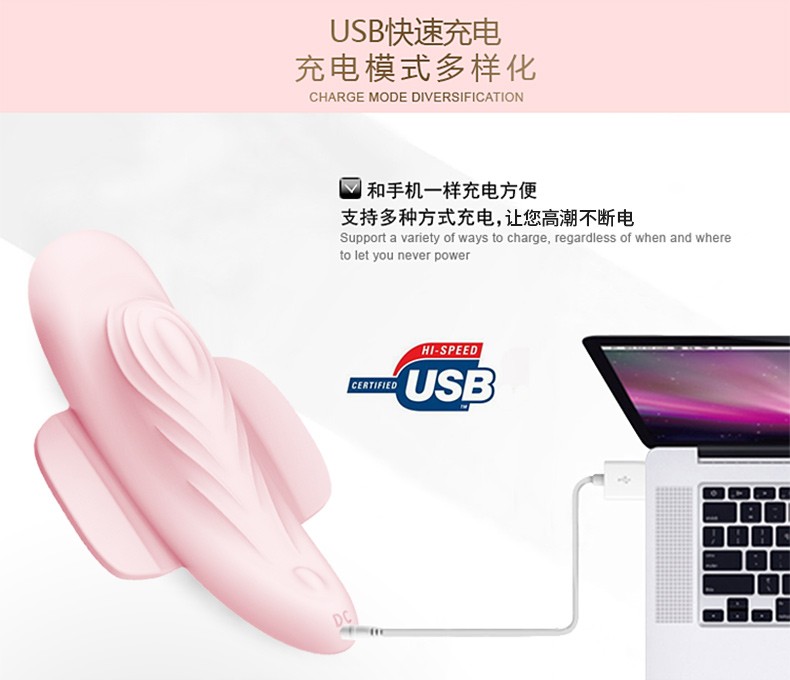 USB快速充电
充电模式多样化
CHARGE MODE DIVERSIFICATION
和手机一样充电方便
支持多种方式充电,让您高潮不断电
Support a variety of ways to charge, regardless of when and where
to let you never power
HI-SPEED
CERTIFIED USB™
DC